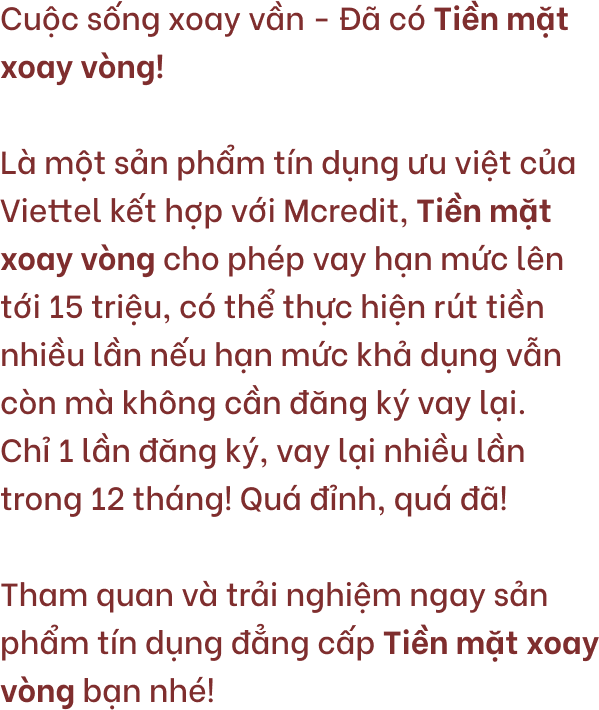 Cuộc sống xoay vần - Đã có Tiền mặt
xoay vòng!
Là một sản phẩm tín dụng ưu việt của
Viettel kết hợp với Mcredit, Tiền mặt
xoay vòng cho phép vay hạn mức lên
tới 15 triệu, có thể thực hiện rút tiền
nhiều lần nếu hạn mức khả dụng vẫn
còn mà không cần đăng ký vay lại.
Chỉ 1 lần đăng ký, vay lại nhiều lần
trong 12 tháng! Quá đỉnh, quá đã!
Tham quan và trải nghiệm ngay sản
phẩm tín dụng đẳng cấp Tiền mặt xoay
vòng bạn nhé!